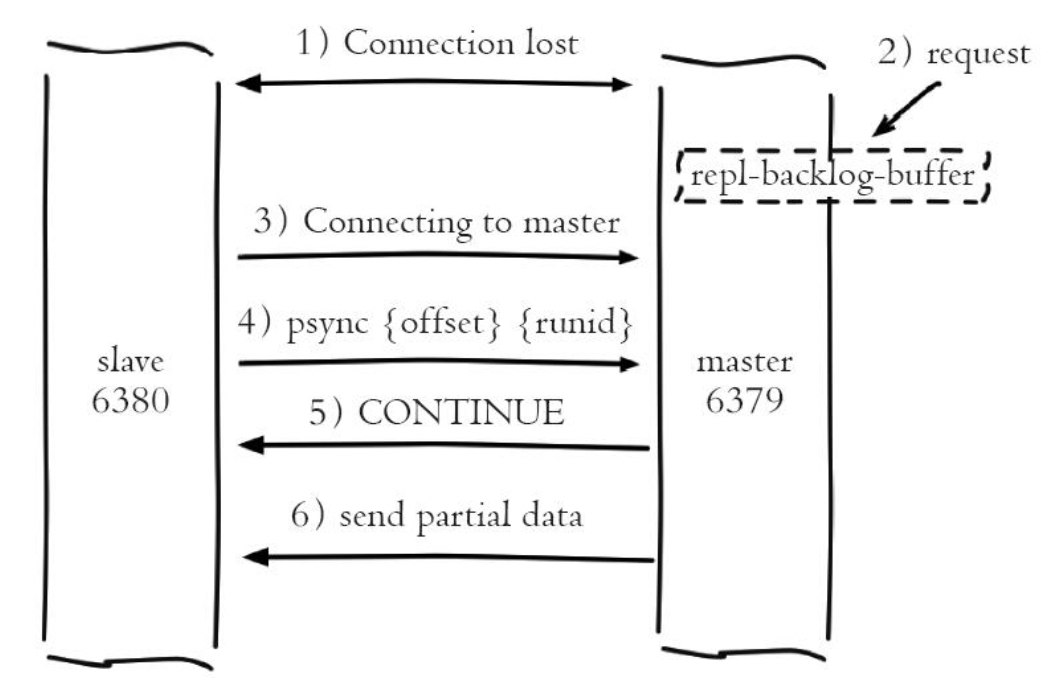 1) Connection lost
2) request
repl-backlog-buffer
3) Connecting to master
4) psync {offset} {runid}
slave
6380
master
6379
5) CONTINUE
6) send partial data